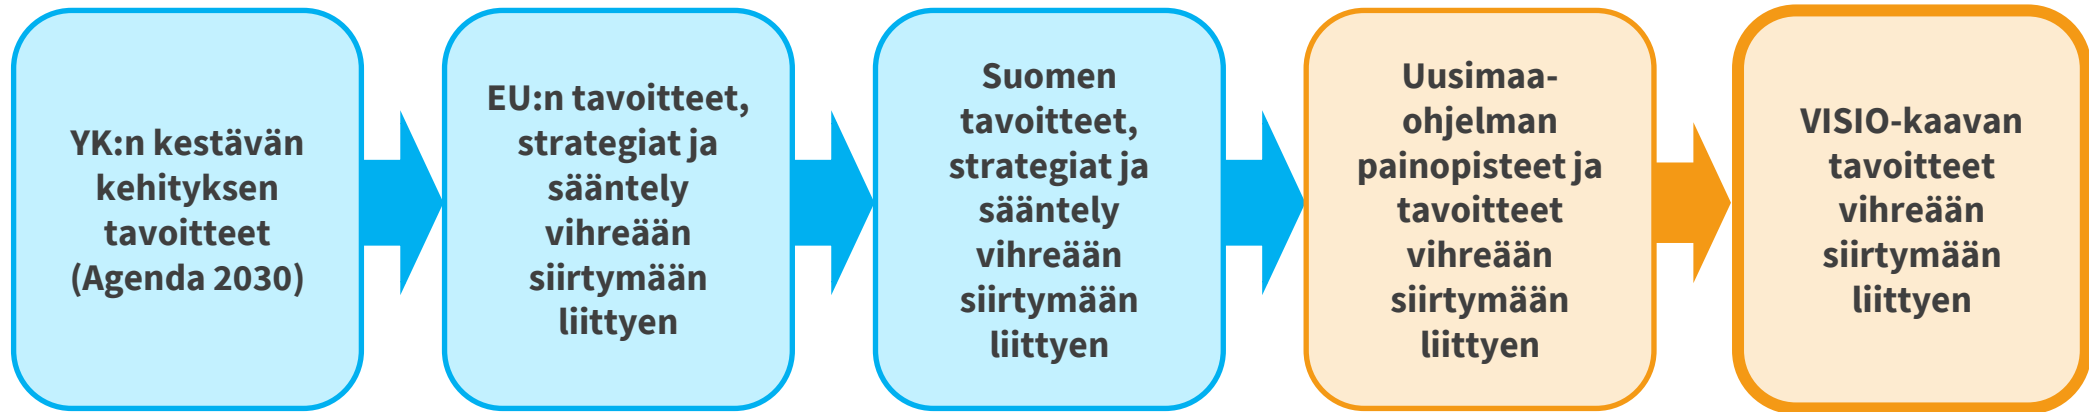 YK:n kestävän
kehityksen
tavoitteet
(Agenda 2030)
EU:n tavoitteet,
strategiat ja
sääntely
vihreään
siirtymään
liittyen
Suomen
tavoitteet,
strategiat ja
sääntely
vihreään
siirtymään
liittyen
Uusimaa-
ohjelman
painopisteet ja
tavoitteet
vihreään
siirtymään
liittyen
VISIO-kaavan
tavoitteet
vihreään
siirtymään
liittyen